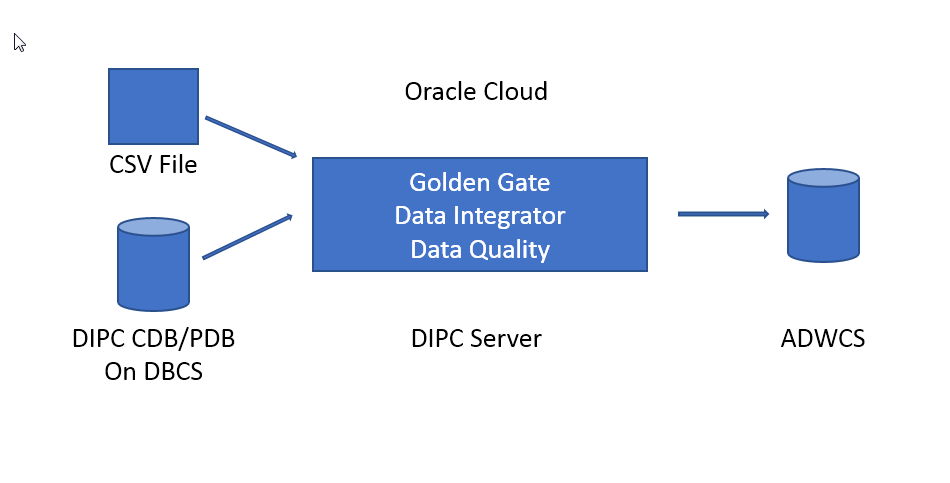 Oracle Cloud
CSV File
Golden Gate
Data Integrator
Data Quality
DIPC CDB/PDB
On DBCS
DIPC Server
ADWCS